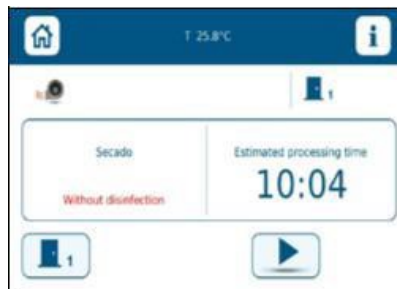 T 25.8°C
i
1
Secado
Estimated processing time
Without disinfection
10:04
1